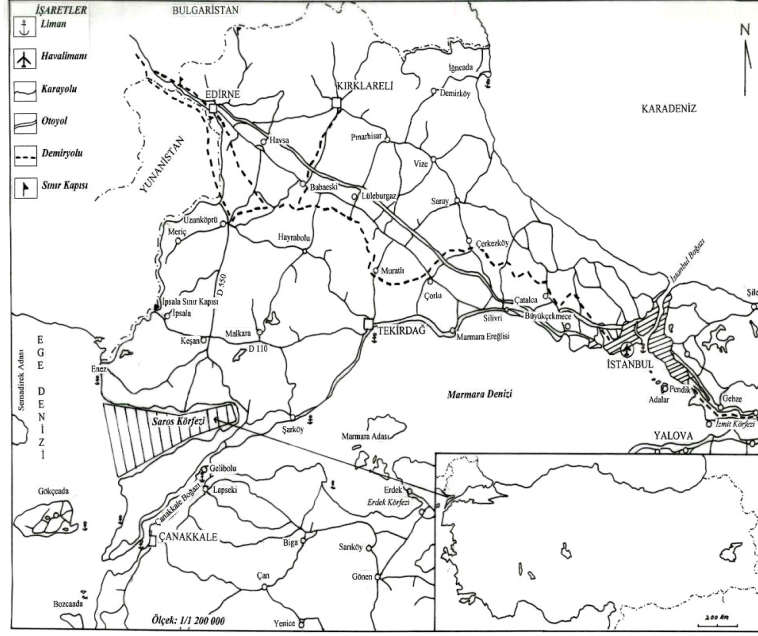 İŞARETLER
Liman
Havalimanı
Karayolu
Otoyol
Demiryolu
Sınır Kapısı
BULGARİSTAN
N
İğneada
KARADENİZ
EDİRNE
KIRKLARELİ
Demirköy
YUNANİSTAN
Havsa
Pınarhisar
Vize
Babaeski
Lüleburgaz
Saray
Uzunköprü
Meriç
Hayrabolu
Çerkezköy
İstanbul Boğazı
Muratlı
D 550
Çorlu
Çatalca
Şile
İpsala Sınır Kapısı
İpsala
Silivri
Büyükçekmece
Malkara
TEKİRDAĞ
Marmara Ereğlisi
Keşan
D 110
İSTANBUL
Semadirek Adası
EGE DENİZİ
Enez
Marmara Denizi
Pendik
Adalar
Gebze
Saros Körfezi
Şarköy
İzmit Körfezi
Marmara Adası
YALOVA
Gelibolu
Gökçeada
Çanakkale Boğazı
Lapseki
Erdek
Erdek Körfezi
ÇANAKKALE
Biga
Sarıköy
Çan
Gönen
Bozcaada
Ölçek: 1/1 200 000
Yenice
200 km